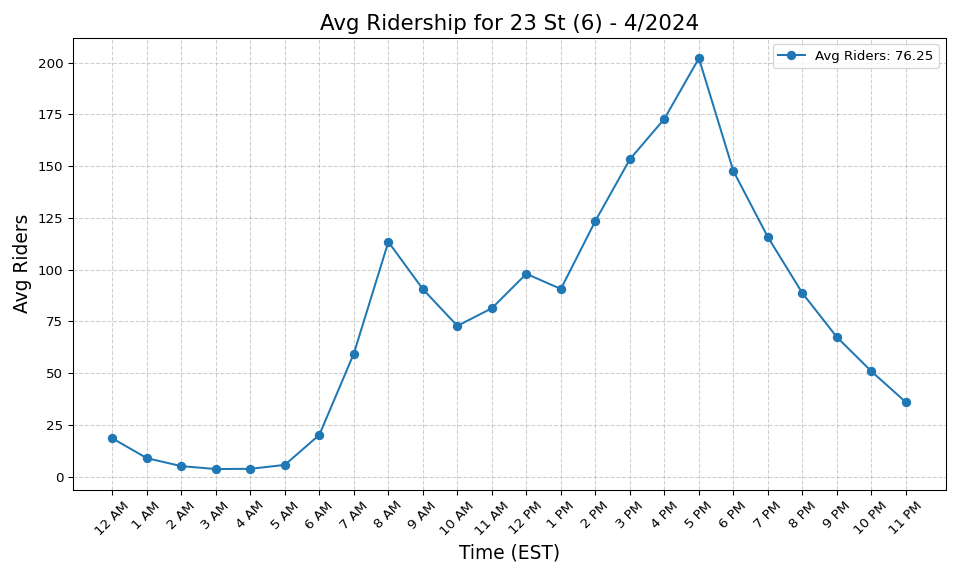 Avg Ridership for 23 St (6) - 4/2024
Avg Riders: 76.25
200
175
150
125
100
75
50
25
0
Avg Riders
12 AM
1 AM
2 AM
3 AM
4 AM
5 AM
6 AM
7 AM
8 AM
9 AM
10 AM
11 AM
12 PM
1 PM
2 PM
3 PM
4 PM
5 PM
6 PM
7 PM
8 PM
9 PM
10 PM
11 PM
Time (EST)